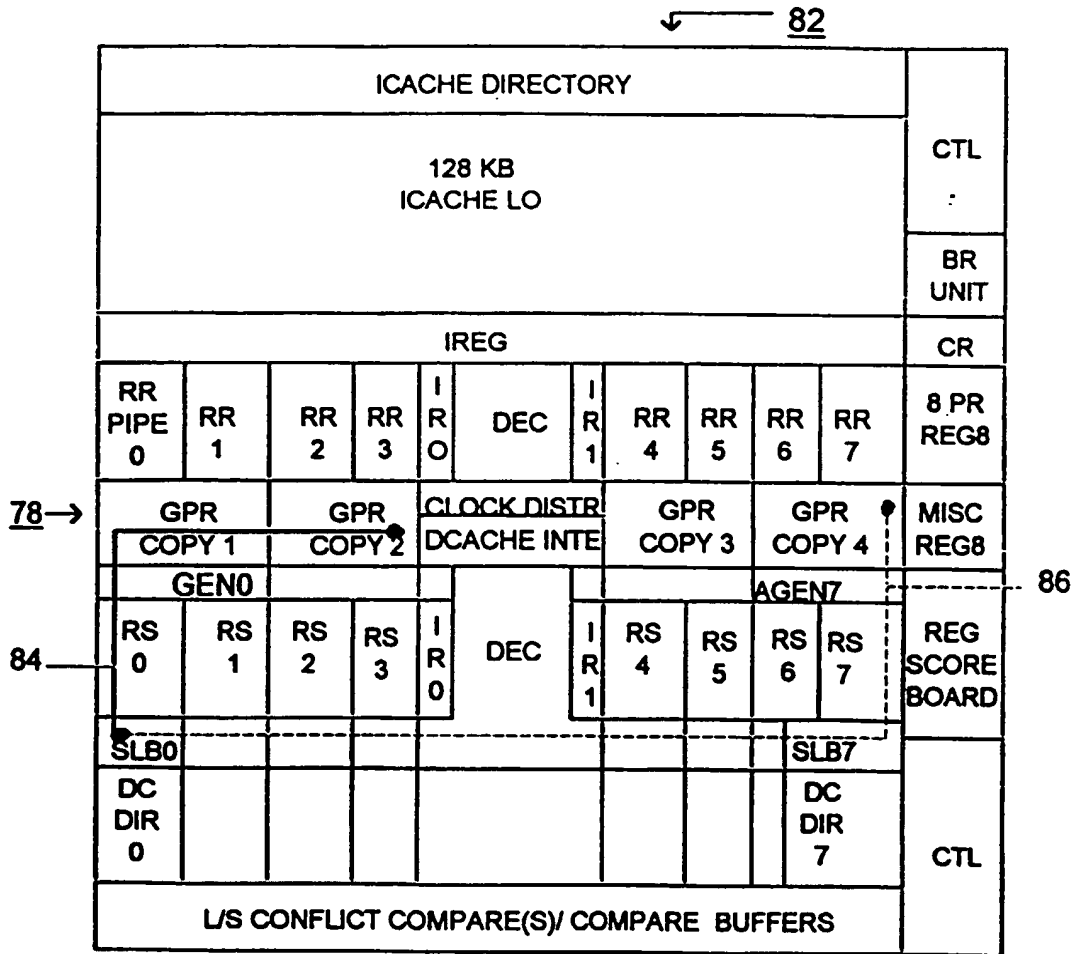 82
ICACHE DIRECTORY
CTL
128 KB
ICACHE LO
BR
UNIT
IREG
CR
RR
PIPE
0
RR
1
RR
2
RR
3
I
R
O
DEC
I
R
1
RR
4
RR
5
RR
6
RR
7
8 PR
REG8
78
GPR
COPY 1
GPR
COPY 2
CLOCK DISTR
DCACHE INTE
GPR
COPY 3
GPR
COPY 4
MISC
REG8
GEN0
AGEN7
86
84
RS
0
RS
1
RS
2
RS
3
I
R
0
DEC
I
R
1
RS
4
RS
5
RS
6
RS
7
REG
SCORE
BOARD
SLB0
SLB7
DC
DIR
0
DC
DIR
7
CTL
L/S CONFLICT COMPARE(S)/ COMPARE BUFFERS